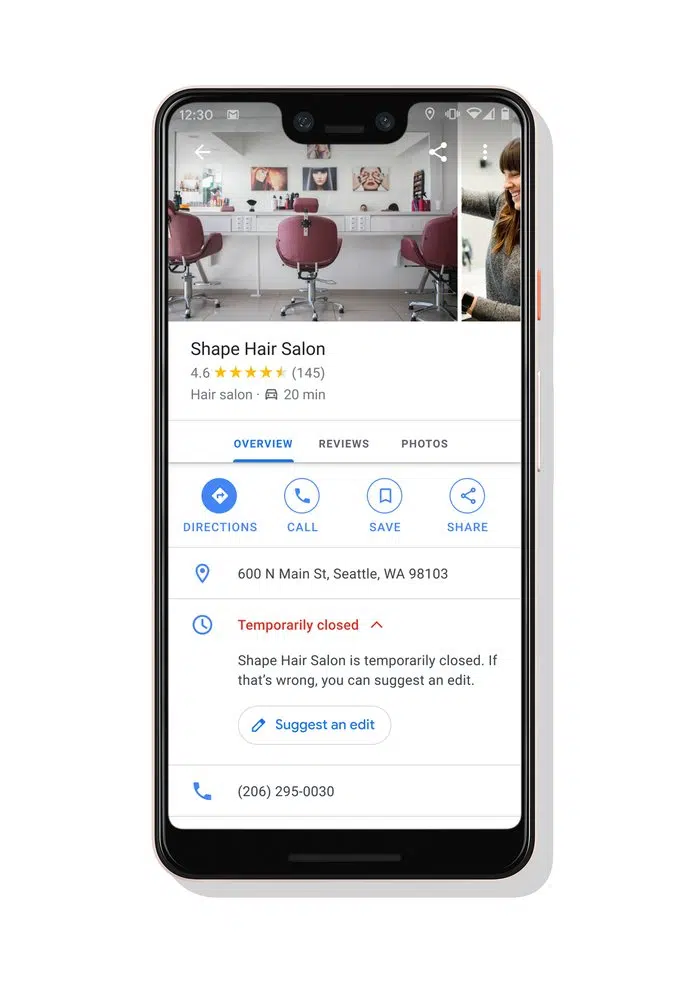 12:30
Shape Hair Salon
4.6 (145)
Hair salon · 20 min
OVERVIEW REVIEWS PHOTOS
DIRECTIONS CALL SAVE SHARE
600 N Main St, Seattle, WA 98103
Temporarily closed
Shape Hair Salon is temporarily closed. If
that’s wrong, you can suggest an edit.
Suggest an edit
(206) 295-0030